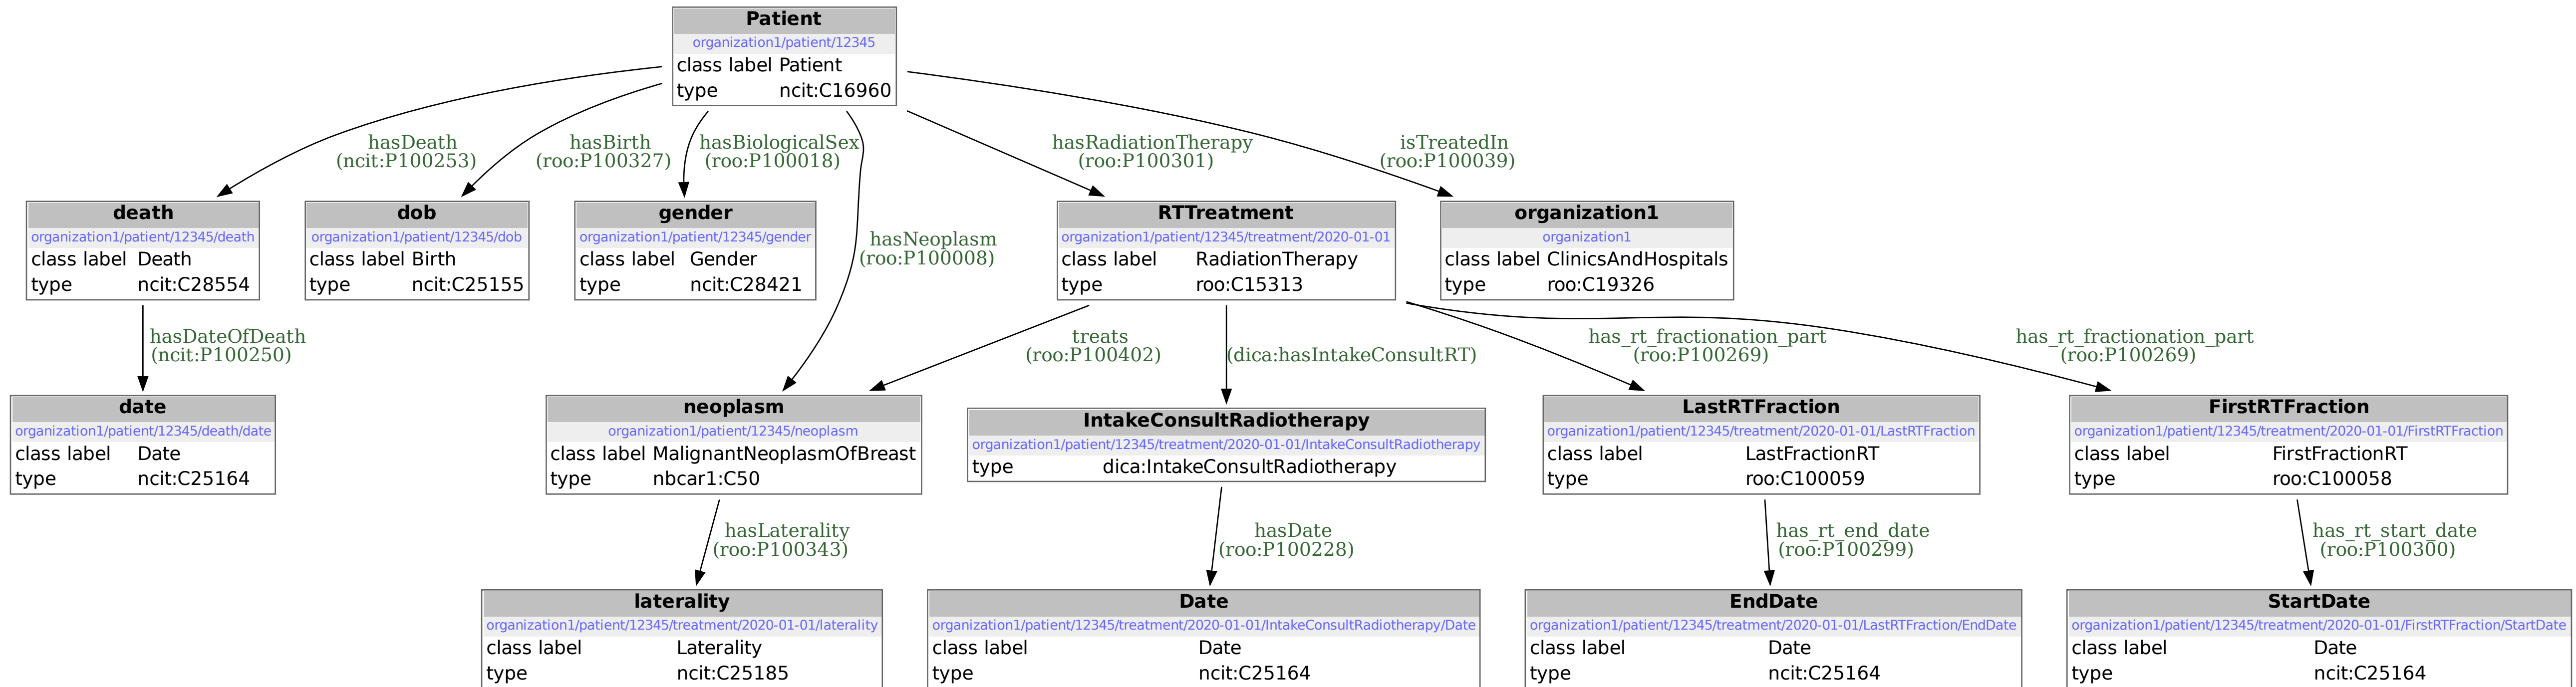 Patient
organization1/patient/12345
class label Patient
type ncit:C16960
hasDeath
(ncit:P100253)
hasBirth
(roo:P100327)
hasBiologicalSex
(roo:P100018)
hasRadiationTherapy
(roo:P100301)
isTreatedIn
(roo:P100039)
death
organization1/patient/12345/death
class label Death
type ncit:C28554
dob
organization1/patient/12345/dob
class label Birth
type ncit:C25155
gender
organization1/patient/12345/gender
class label Gender
type ncit:C28421
hasNeoplasm
(roo:P100008)
RTTreatment
organization1/patient/12345/treatment/2020-01-01
class label RadiationTherapy
type roo:C15313
organization1
organization1
class label ClinicsAndHospitals
type roo:C19326
hasDateOfDeath
(ncit:P100250)
treats
(roo:P100402)
(dica:hasIntakeConsultRT)
has_rt_fractionation_part
(roo:P100269)
has_rt_fractionation_part
(roo:P100269)
date
organization1/patient/12345/death/date
class label Date
type ncit:C25164
neoplasm
organization1/patient/12345/neoplasm
class label MalignantNeoplasmOfBreast
type nbcar1:C50
IntakeConsultRadiotherapy
organization1/patient/12345/treatment/2020-01-01/IntakeConsultRadiotherapy
type dica:IntakeConsultRadiotherapy
LastRTFraction
organization1/patient/12345/treatment/2020-01-01/LastRTFraction
class label LastFractionRT
type roo:C100059
FirstRTFraction
organization1/patient/12345/treatment/2020-01-01/FirstRTFraction
class label FirstFractionRT
type roo:C100058
hasLaterality
(roo:P100343)
hasDate
(roo:P100228)
has_rt_end_date
(roo:P100299)
has_rt_start_date
(roo:P100300)
laterality
organization1/patient/12345/treatment/2020-01-01/laterality
class label Laterality
type ncit:C25185
Date
organization1/patient/12345/treatment/2020-01-01/IntakeConsultRadiotherapy/Date
class label Date
type ncit:C25164
EndDate
organization1/patient/12345/treatment/2020-01-01/LastRTFraction/EndDate
class label Date
type ncit:C25164
StartDate
organization1/patient/12345/treatment/2020-01-01/FirstRTFraction/StartDate
class label Date
type ncit:C25164